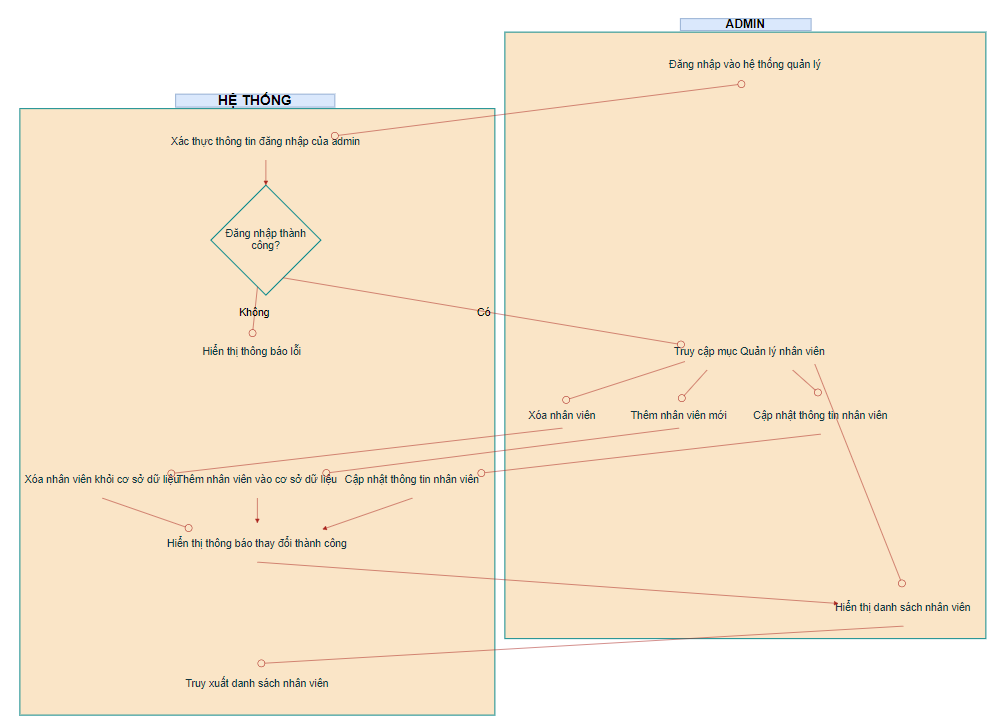 ADMIN
Đăng nhập vào hệ thống quản lý
HỆ THỐNG
Xác thực thông tin đăng nhập của admin
Đăng nhập thành
công?
Không
Có
Hiển thị thông báo lỗi
Truy cập mục Quản lý nhân viên
Xóa nhân viên
Thêm nhân viên mới
Cập nhật thông tin nhân viên
Xóa nhân viên khỏi cơ sở dữ liệu
Thêm nhân viên vào cơ sở dữ liệu
Cập nhật thông tin nhân viên
Hiển thị thông báo thay đổi thành công
Hiển thị danh sách nhân viên
Truy xuất danh sách nhân viên